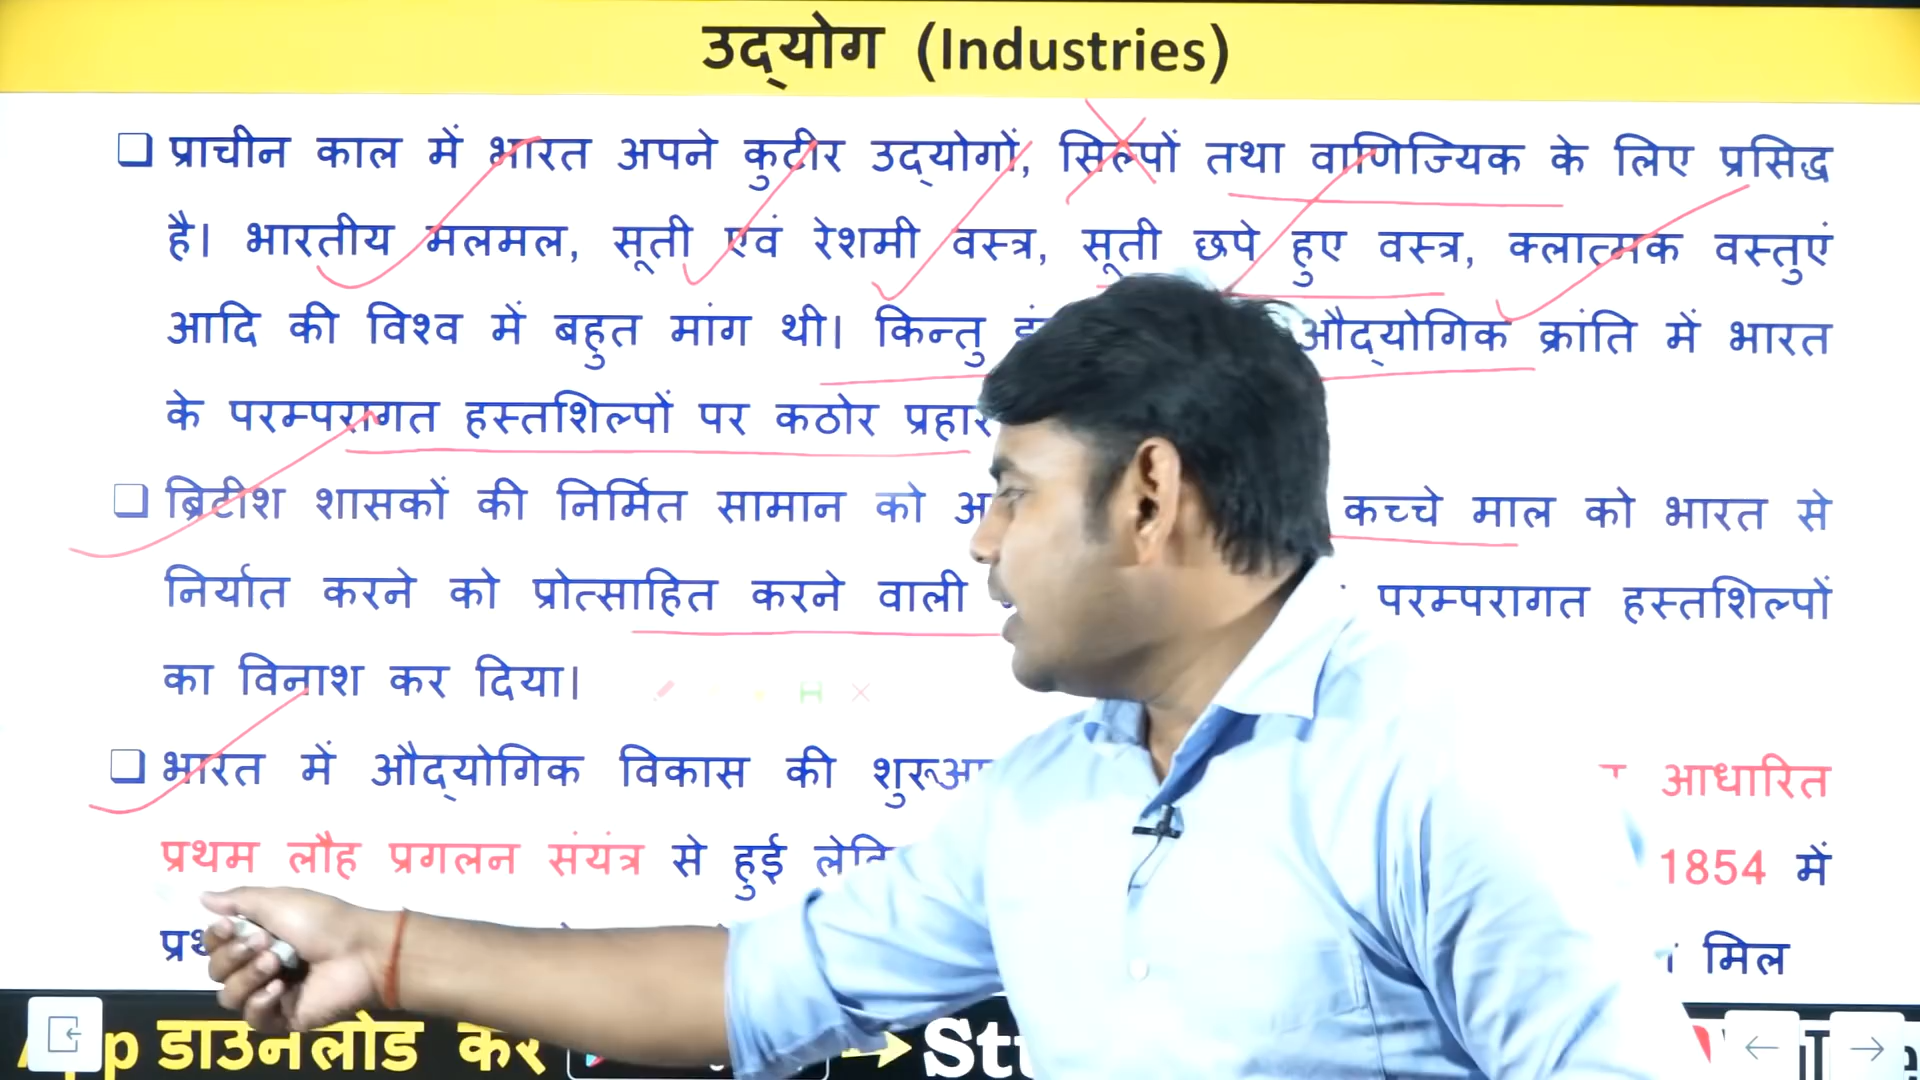 उद्योग (Industries)
प्राचीन काल में भारत अपने कुटीर उद्योगों, सिल्पों तथा वाणिज्यिक के लिए प्रसिद्ध
है। भारतीय मलमल, सूती एवं रेशमी वस्त्र, सूती छपे हुए वस्त्र, क्लात्मक वस्तुएं
आदि की विश्व में बहुत मांग थी। किन्तु औद्योगिक क्रांति में भारत
के परम्परागत हस्तशिल्पों पर कठोर प्रहार
ब्रिटीश शासकों की निर्मित सामान को कच्चे माल को भारत से
निर्यात करने को प्रोत्साहित करने वाली परम्परागत हस्तशिल्पों
का विनाश कर दिया।
भारत में औद्योगिक विकास की आधारित
प्रथम लौह प्रगलन संयंत्र से हुई 1854 में
मिल
डाउनलोड करें